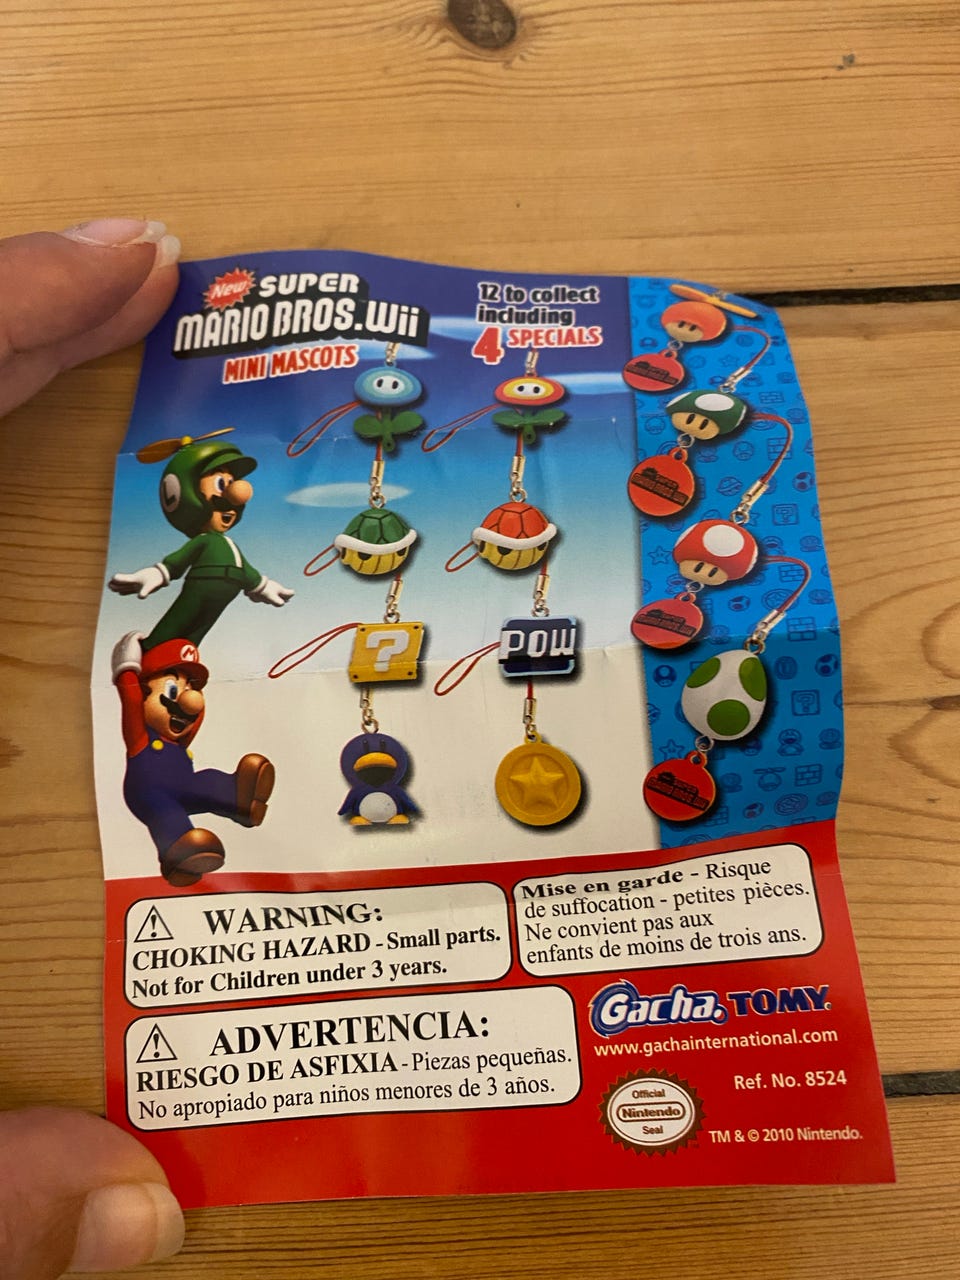 New SUPER
MARIO BROS. Wii
MINI MASCOTS
12 to collect
including
4 SPECIALS
L
M
?
POW
WARNING:
CHOKING HAZARD - Small parts.
Not for Children under 3 years.
Mise en garde - Risque
de suffocation - petites pièces.
Ne convient pas aux
enfants de moins de trois ans.
ADVERTENCIA:
RIESGO DE ASFIXIA - Piezas pequeñas.
No apropiado para niños menores de 3 años.
Gacha. TOMY.
www.gachainternational.com
Ref. No. 8524
Official
Nintendo
Seal
TM & © 2010 Nintendo.